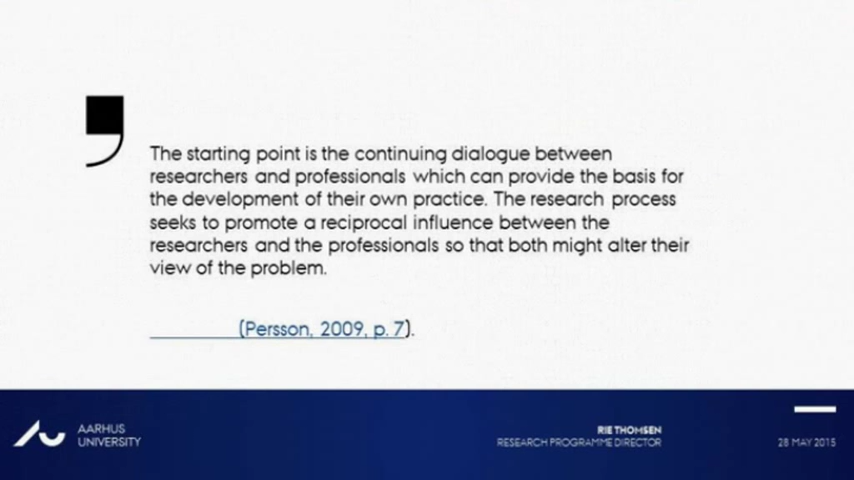 The starting point is the continuing dialogue between
researchers and professionals which can provide the basis for
the development of their own practice. The research process
seeks to promote a reciprocal influence between the
researchers and the professionals so that both might alter their
view of the problem.
(Persson, 2009, p. 7).
AARHUS
UNIVERSITY
RIE THOMSEN
RESEARCH PROGRAMME DIRECTOR
28 MAY 2015